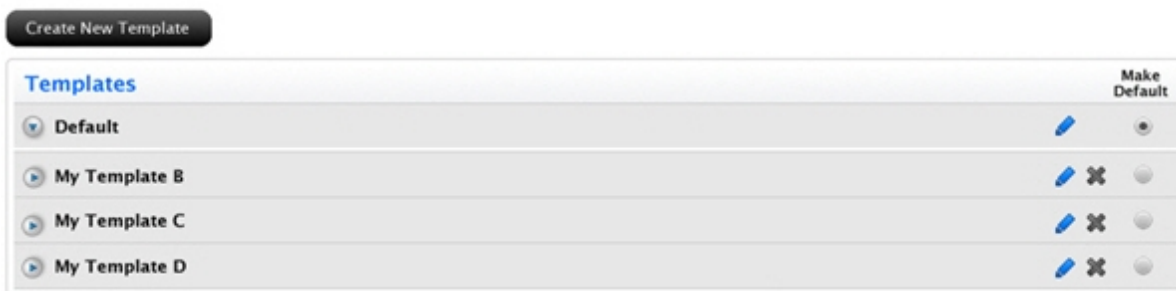 Create New Template
Templates
Make
Default
Default
My Template B
My Template C
My Template D